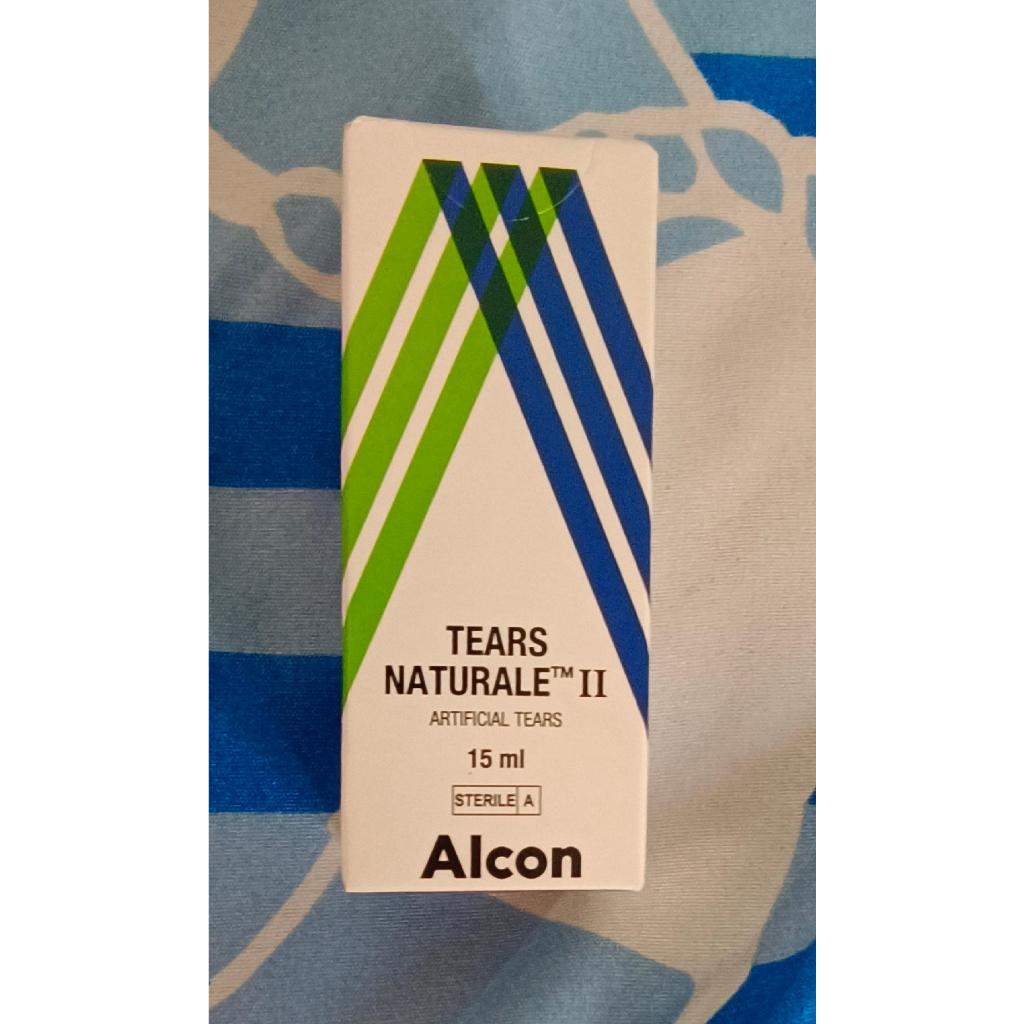 TEARS
NATURALE™ II
ARTIFICIAL TEARS
15 ml
STERILE A
Alcon